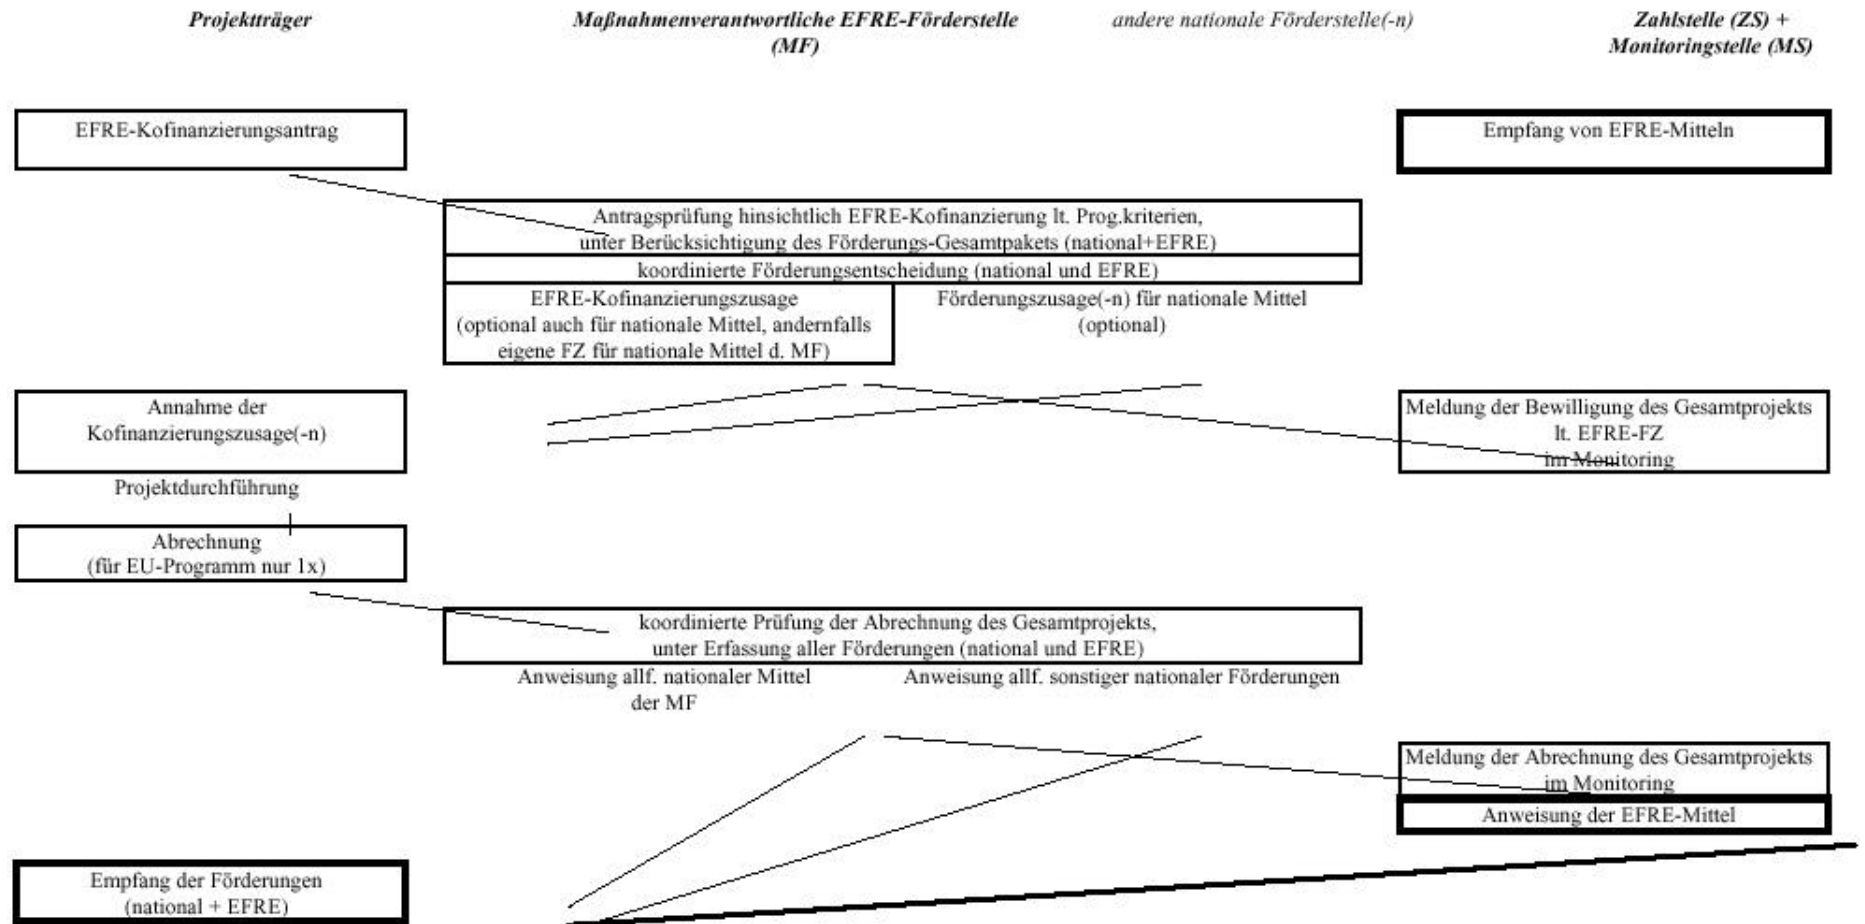 Projektträger
Maßnahmenverantwortliche EFRE-Förderstelle
(MF)
andere nationale Förderstelle(-n)
Zahlstelle (ZS) +
Monitoringstelle (MS)
EFRE-Kofinanzierungsantrag
Empfang von EFRE-Mitteln
Antragsprüfung hinsichtlich EFRE-Kofinanzierung lt. Prog.kriterien,
unter Berücksichtigung des Förderungs-Gesamtpakets (national+EFRE)
koordinierte Förderungsentscheidung (national und EFRE)
EFRE-Kofinanzierungszusage
(optional auch für nationale Mittel, andernfalls
eigene FZ für nationale Mittel d. MF)
Förderungszusage(-n) für nationale Mittel
(optional)
Annahme der
Kofinanzierungszusage(-n)
Meldung der Bewilligung des Gesamtprojekts
lt. EFRE-FZ
im Monitoring
Projektdurchführung
Abrechnung
(für EU-Programm nur 1x)
koordinierte Prüfung der Abrechnung des Gesamtprojekts,
unter Erfassung aller Förderungen (national und EFRE)
Anweisung allf. nationaler Mittel
der MF
Anweisung allf. sonstiger nationaler Förderungen
Meldung der Abrechnung des Gesamtprojekts
im Monitoring
Anweisung der EFRE-Mittel
Empfang der Förderungen
(national + EFRE)